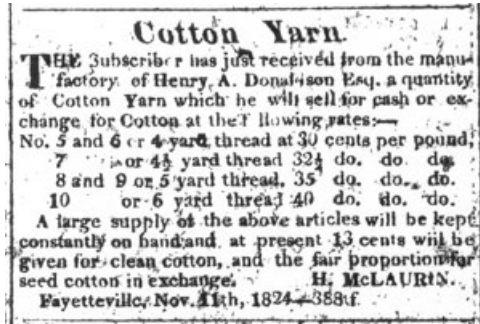 Cotton Yarn.
THE Subscriber has just received from the manu-
factory of Henry A. Donaldson Esq. a quantity
of Cotton Yarn which he will sell for cash or ex-
change for Cotton at the f llowing rates:—
No. 5 and 6 or 4 yard thread at 30 cents per pound,
7 or 4½ yard thread 32½ do. do. do.
8 and 9 or 5 yard thread, 35 do. do. do.
10 or 6 yard thread 40 do. do. do.
A large supply of the above articles will be kept
constantly on hand and at present 13 cents will be
given for clean cotton, and the fair proportion for
seed cotton in exchange. H. McLAURIN.
Fayetteville, Nov. 11th, 1824—388tf.